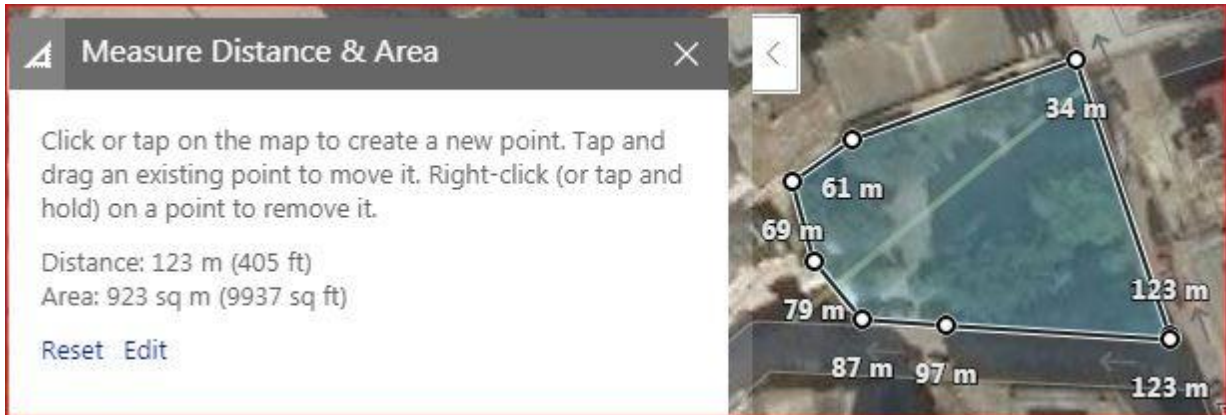 Measure Distance & Area
Click or tap on the map to create a new point. Tap and
drag an existing point to move it. Right-click (or tap and
hold) on a point to remove it.
Distance: 123 m (405 ft)
Area: 923 sq m (9937 sq ft)
Reset Edit
34 m
61 m
69 m
123 m
79 m
87 m
97 m
123 m